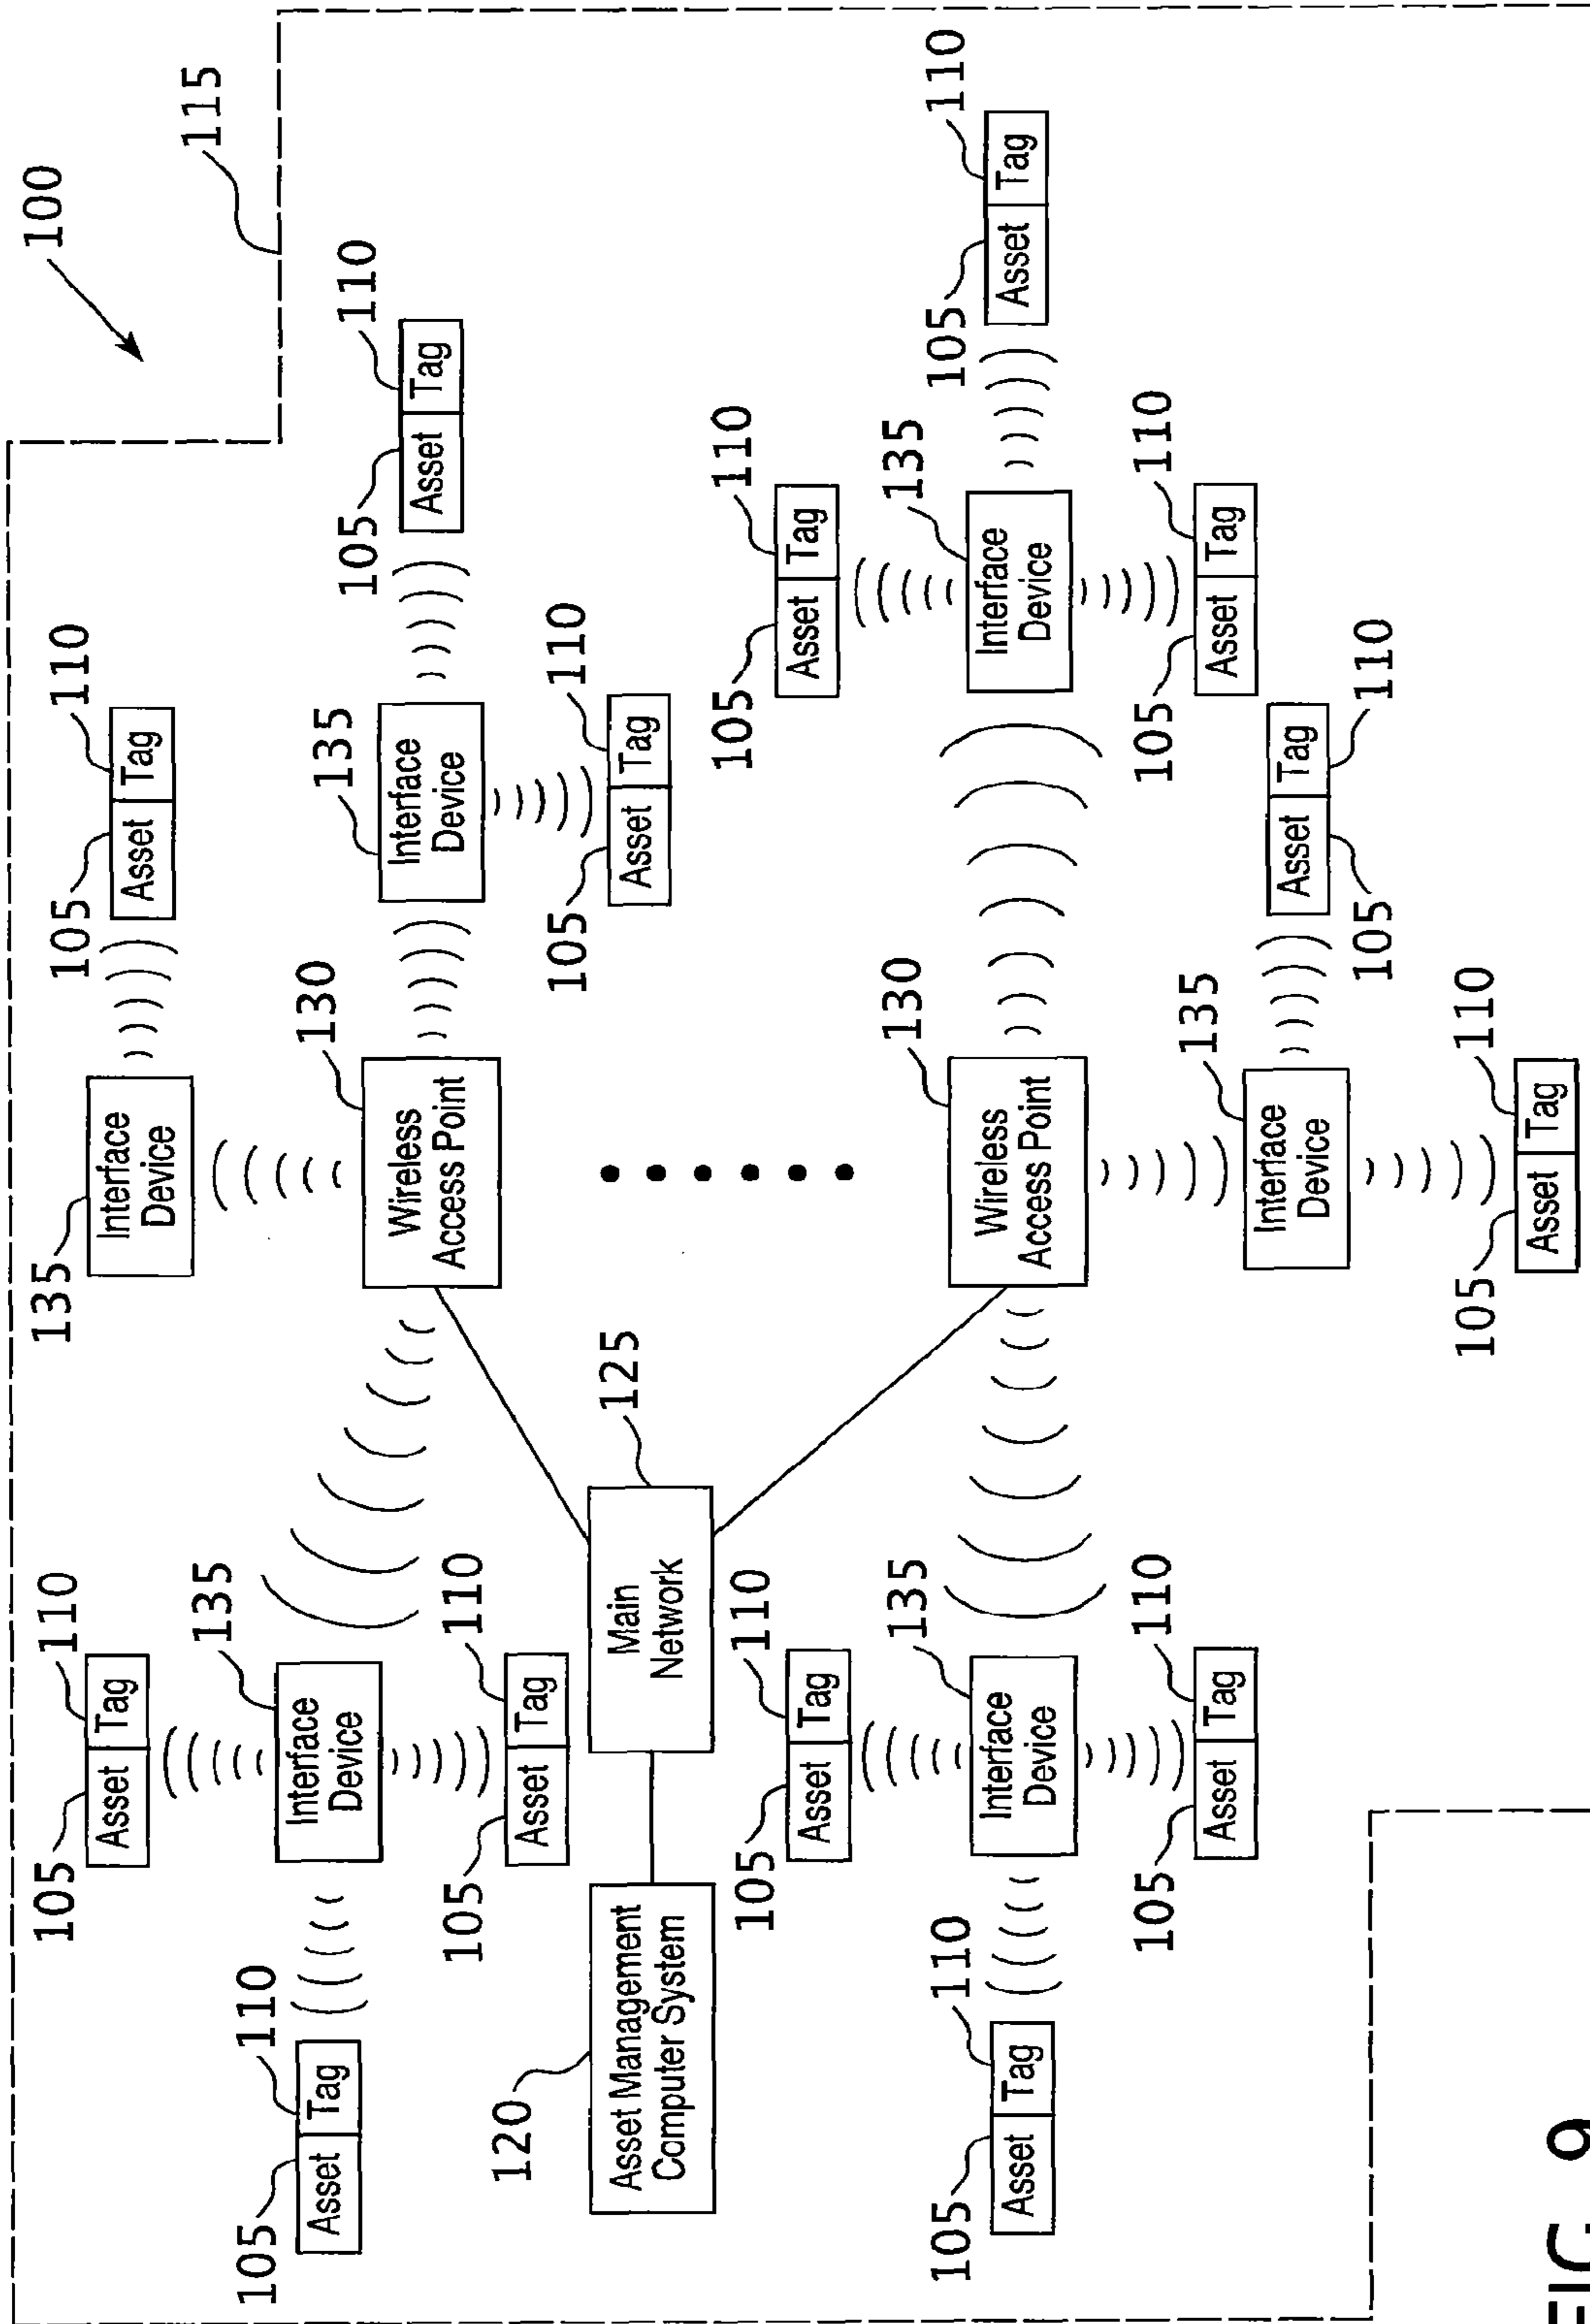 100
115
105 110
Asset Tag
135
Interface
Device
105 110
Asset Tag
105 110
Asset Tag
135
Interface
Device
105 110
Asset Tag
130
Wireless
Access Point
135
Interface
Device
105 110
Asset Tag
105 110
Asset Tag
105 110
Asset Tag
120
Asset Management
Computer System
125
Main
Network
105 110
Asset Tag
105 110
Asset Tag
105 110
Asset Tag
135
Interface
Device
130
Wireless
Access Point
135
Interface
Device
105 110
Asset Tag
105 110
Asset Tag
105 110
Asset Tag
135
Interface
Device
105 110
Asset Tag
105 110
Asset Tag
FIG. 9